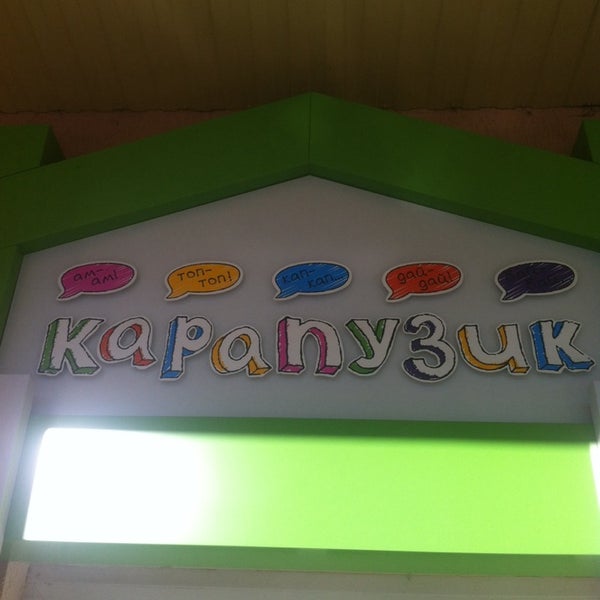 ам-
ам!
топ-
топ!
кап-
кап...
дай-
дай!
карапузик